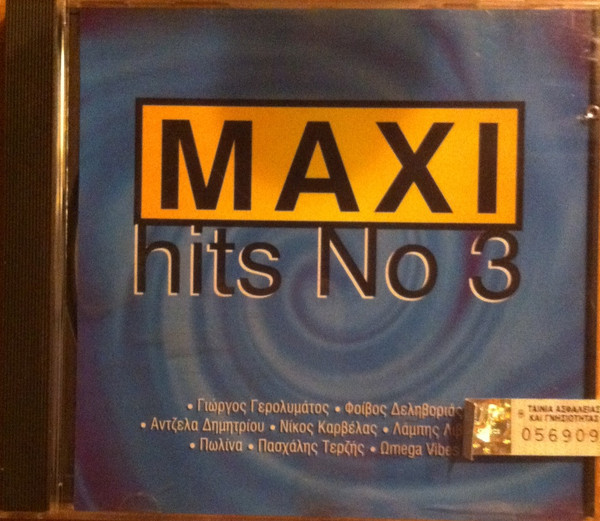 MAXI
hits No 3
• Γιώργος Γερολυμάτος • Φοίβος Δεληβοριάς
• Αντζελα Δημητρίου • Νίκος Καρβέλας • Λάμπης
• Πωλίνα • Πασχάλης Τερζής • Ωmega Vibes
ΤΑΙΝΙΑ ΑΣΦΑΛΕΙΑΣ
ΚΑΙ ΓΝΗΣΙΟΤΗΤΑΣ
056909